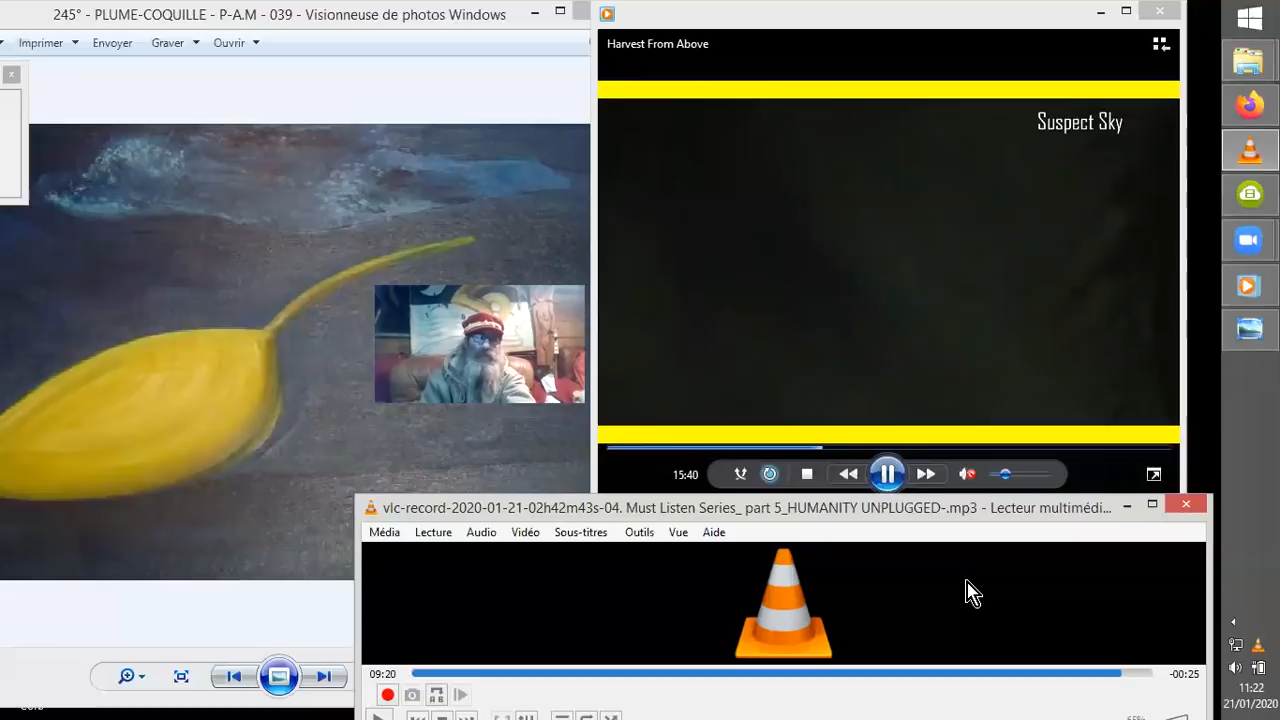 245° - PLUME-COQUILLE - P-A.M - 039 - Visionneuse de photos Windows
Imprimer Envoyer Graver Ouvrir
Harvest From Above
Suspect Sky
15:40
vlc-record-2020-01-21-02h42m43s-04. Must Listen Series_ part 5_HUMANITY UNPLUGGED-.mp3 - Lecteur multimédi...
Média Lecture Audio Vidéo Sous-titres Outils Vue Aide
09:20 -00:25
11:22
21/01/2020